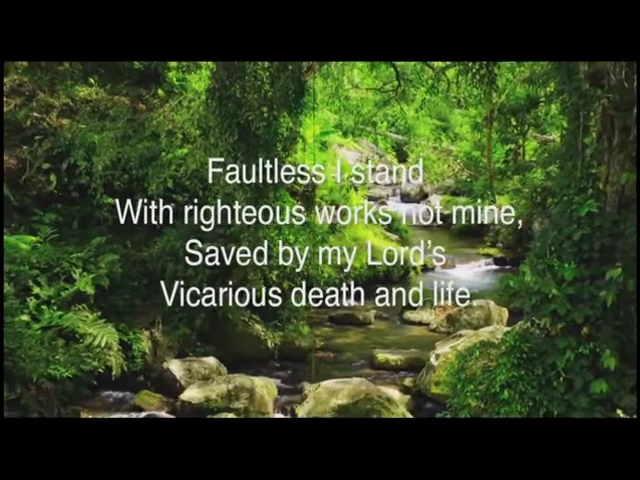 Faultless I stand
With righteous works not mine,
Saved by my Lord's
Vicarious death and life.